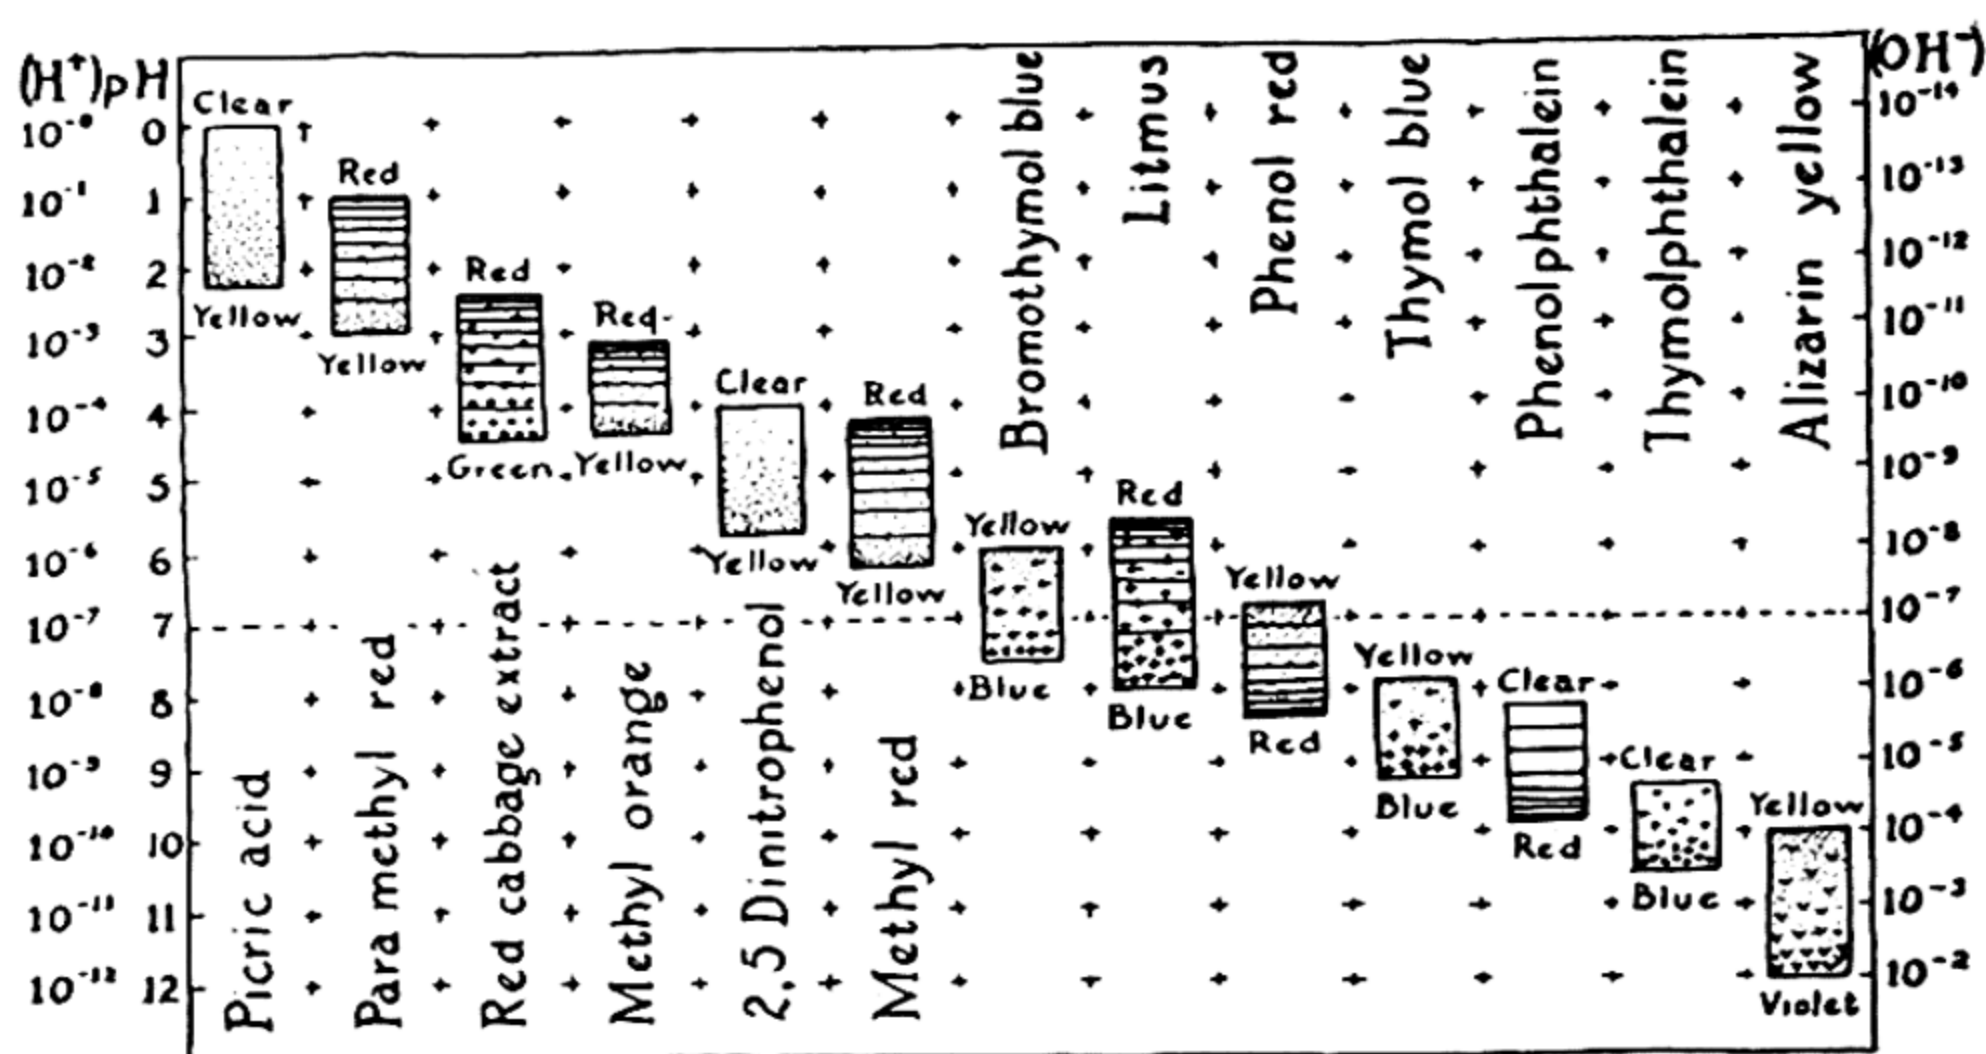 (H⁺) pH
(OH⁻)
10⁻⁰ 0
10⁻¹ 1
10⁻² 2
10⁻³ 3
10⁻⁴ 4
10⁻⁵ 5
10⁻⁶ 6
10⁻⁷ 7
10⁻⁸ 8
10⁻⁹ 9
10⁻¹⁰ 10
10⁻¹¹ 11
10⁻¹² 12
Clear
Yellow
Picric acid
Red
Yellow
Para methyl red
Red
Green
Red cabbage extract
Red
Yellow
Methyl orange
Clear
Yellow
2,5 Dinitrophenol
Red
Yellow
Methyl red
Bromothymol blue
Yellow
Blue
Litmus
Red
Blue
Phenol red
Yellow
Red
Thymol blue
Yellow
Blue
Phenolphthalein
Clear
Red
Thymolphthalein
Clear
Blue
Alizarin yellow
Yellow
Violet
10⁻¹⁴
10⁻¹³
10⁻¹²
10⁻¹¹
10⁻¹⁰
10⁻⁹
10⁻⁸
10⁻⁷
10⁻⁶
10⁻⁵
10⁻⁴
10⁻³
10⁻²